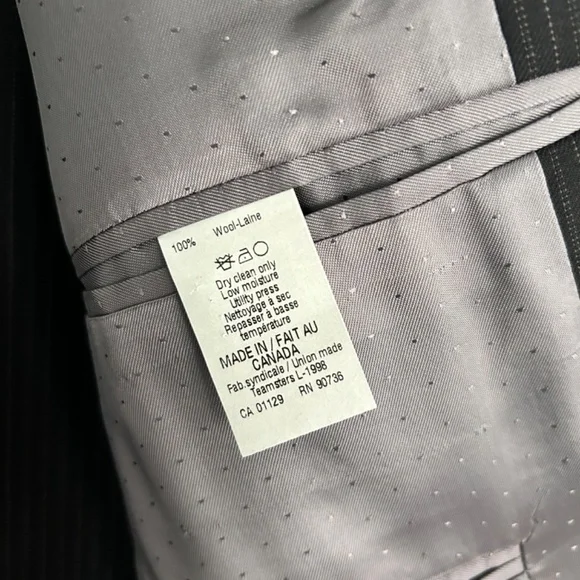 100% Wool-Laine
Dry clean only
Low moisture
Utility press
Nettoyage à sec
Repasser à basse
température
MADE IN / FAIT AU
CANADA
Fab.syndicale / Union made
Teamsters L-1998
CA 01129 RN 90736